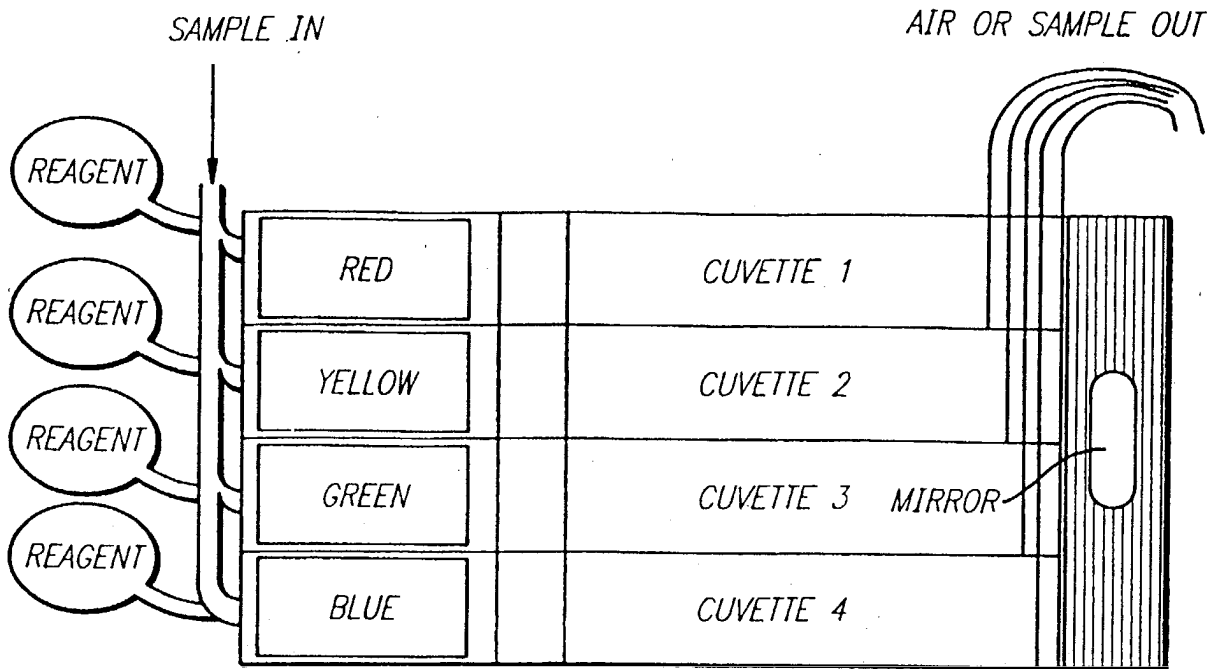 SAMPLE IN
AIR OR SAMPLE OUT
REAGENT
RED
CUVETTE 1
REAGENT
YELLOW
CUVETTE 2
REAGENT
GREEN
CUVETTE 3
MIRROR
REAGENT
BLUE
CUVETTE 4